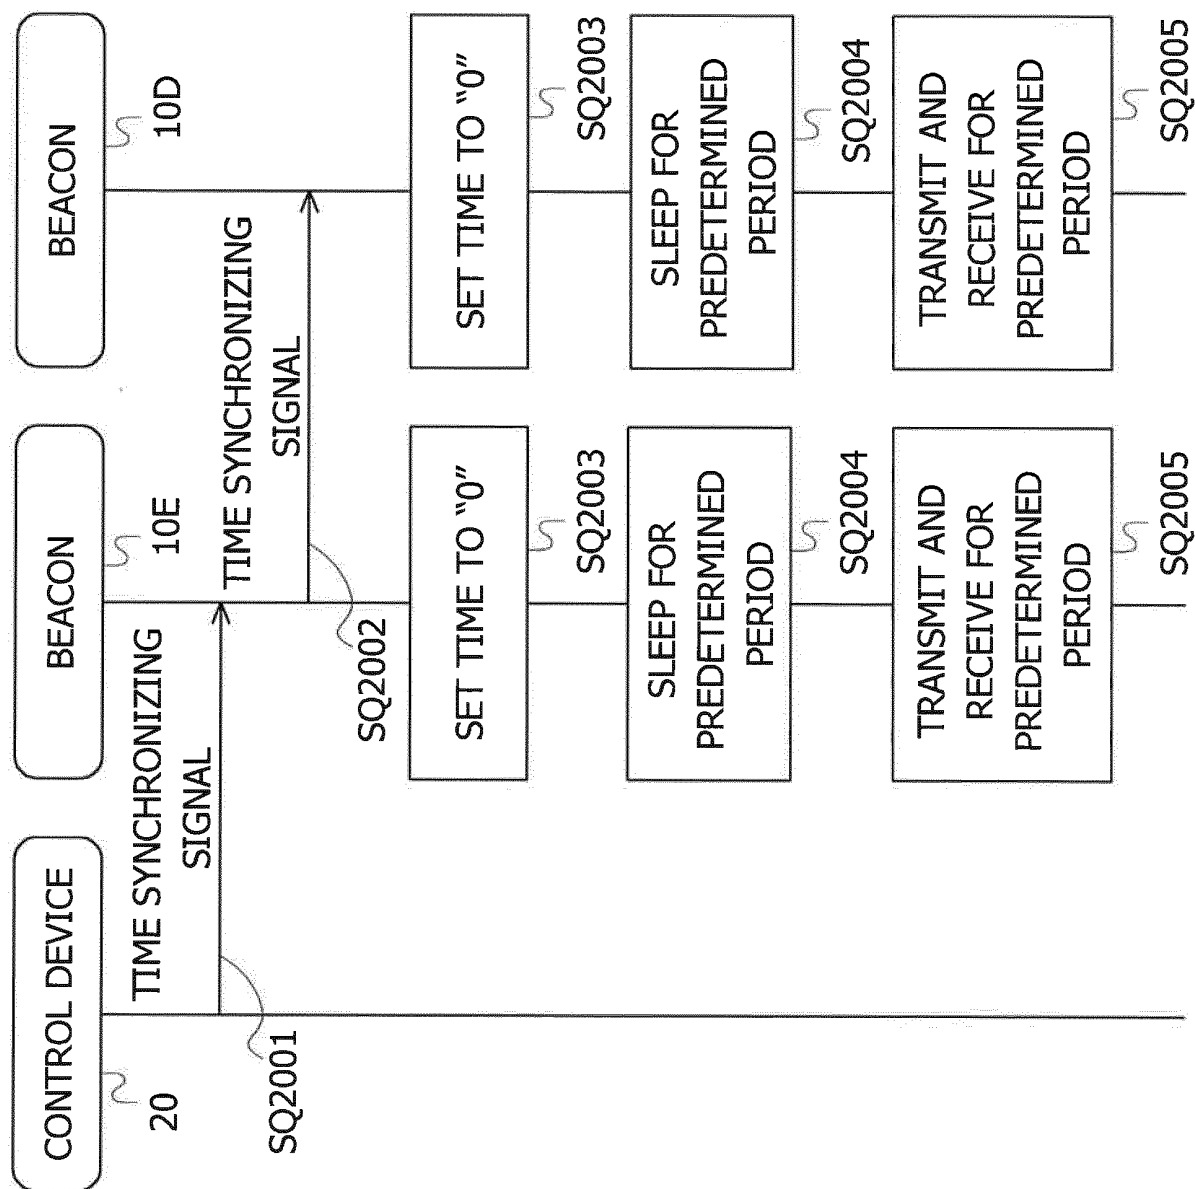 CONTROL DEVICE
20
BEACON
10E
BEACON
10D
TIME SYNCHRONIZING
SIGNAL
SQ2001
TIME SYNCHRONIZING
SIGNAL
SQ2002
SET TIME TO “0”
SQ2003
SET TIME TO “0”
SQ2003
SLEEP FOR
PREDETERMINED
PERIOD
SQ2004
SLEEP FOR
PREDETERMINED
PERIOD
SQ2004
TRANSMIT AND
RECEIVE FOR
PREDETERMINED
PERIOD
SQ2005
TRANSMIT AND
RECEIVE FOR
PREDETERMINED
PERIOD
SQ2005